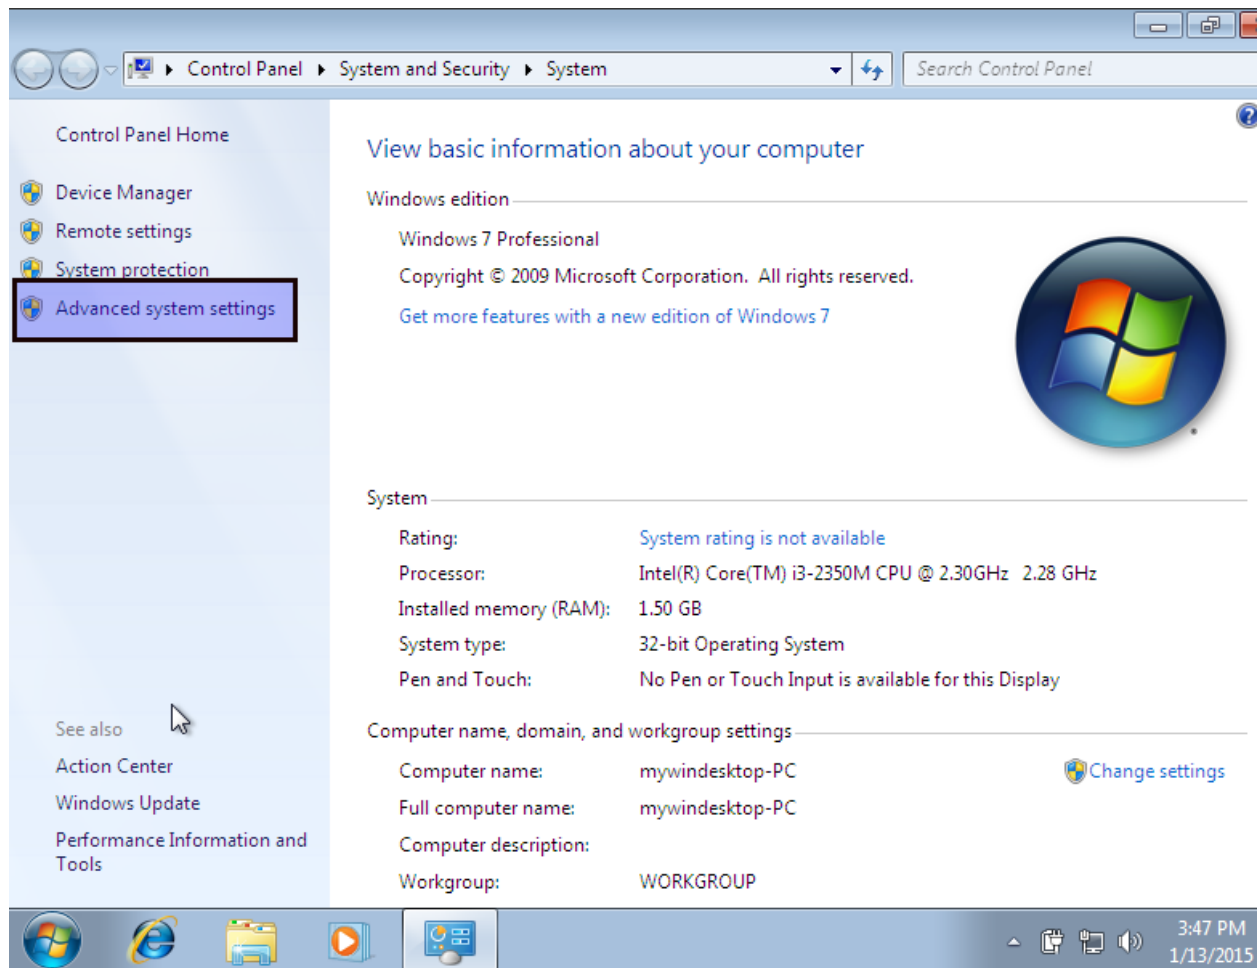 Control Panel ▸ System and Security ▸ System
Search Control Panel
Control Panel Home
Device Manager
Remote settings
System protection
Advanced system settings
See also
Action Center
Windows Update
Performance Information and
Tools
View basic information about your computer
Windows edition
Windows 7 Professional
Copyright © 2009 Microsoft Corporation. All rights reserved.
Get more features with a new edition of Windows 7
System
Rating: System rating is not available
Processor: Intel(R) Core(TM) i3-2350M CPU @ 2.30GHz 2.28 GHz
Installed memory (RAM): 1.50 GB
System type: 32-bit Operating System
Pen and Touch: No Pen or Touch Input is available for this Display
Computer name, domain, and workgroup settings
Computer name: mywindesktop-PC
Change settings
Full computer name: mywindesktop-PC
Computer description:
Workgroup: WORKGROUP
3:47 PM
1/13/2015